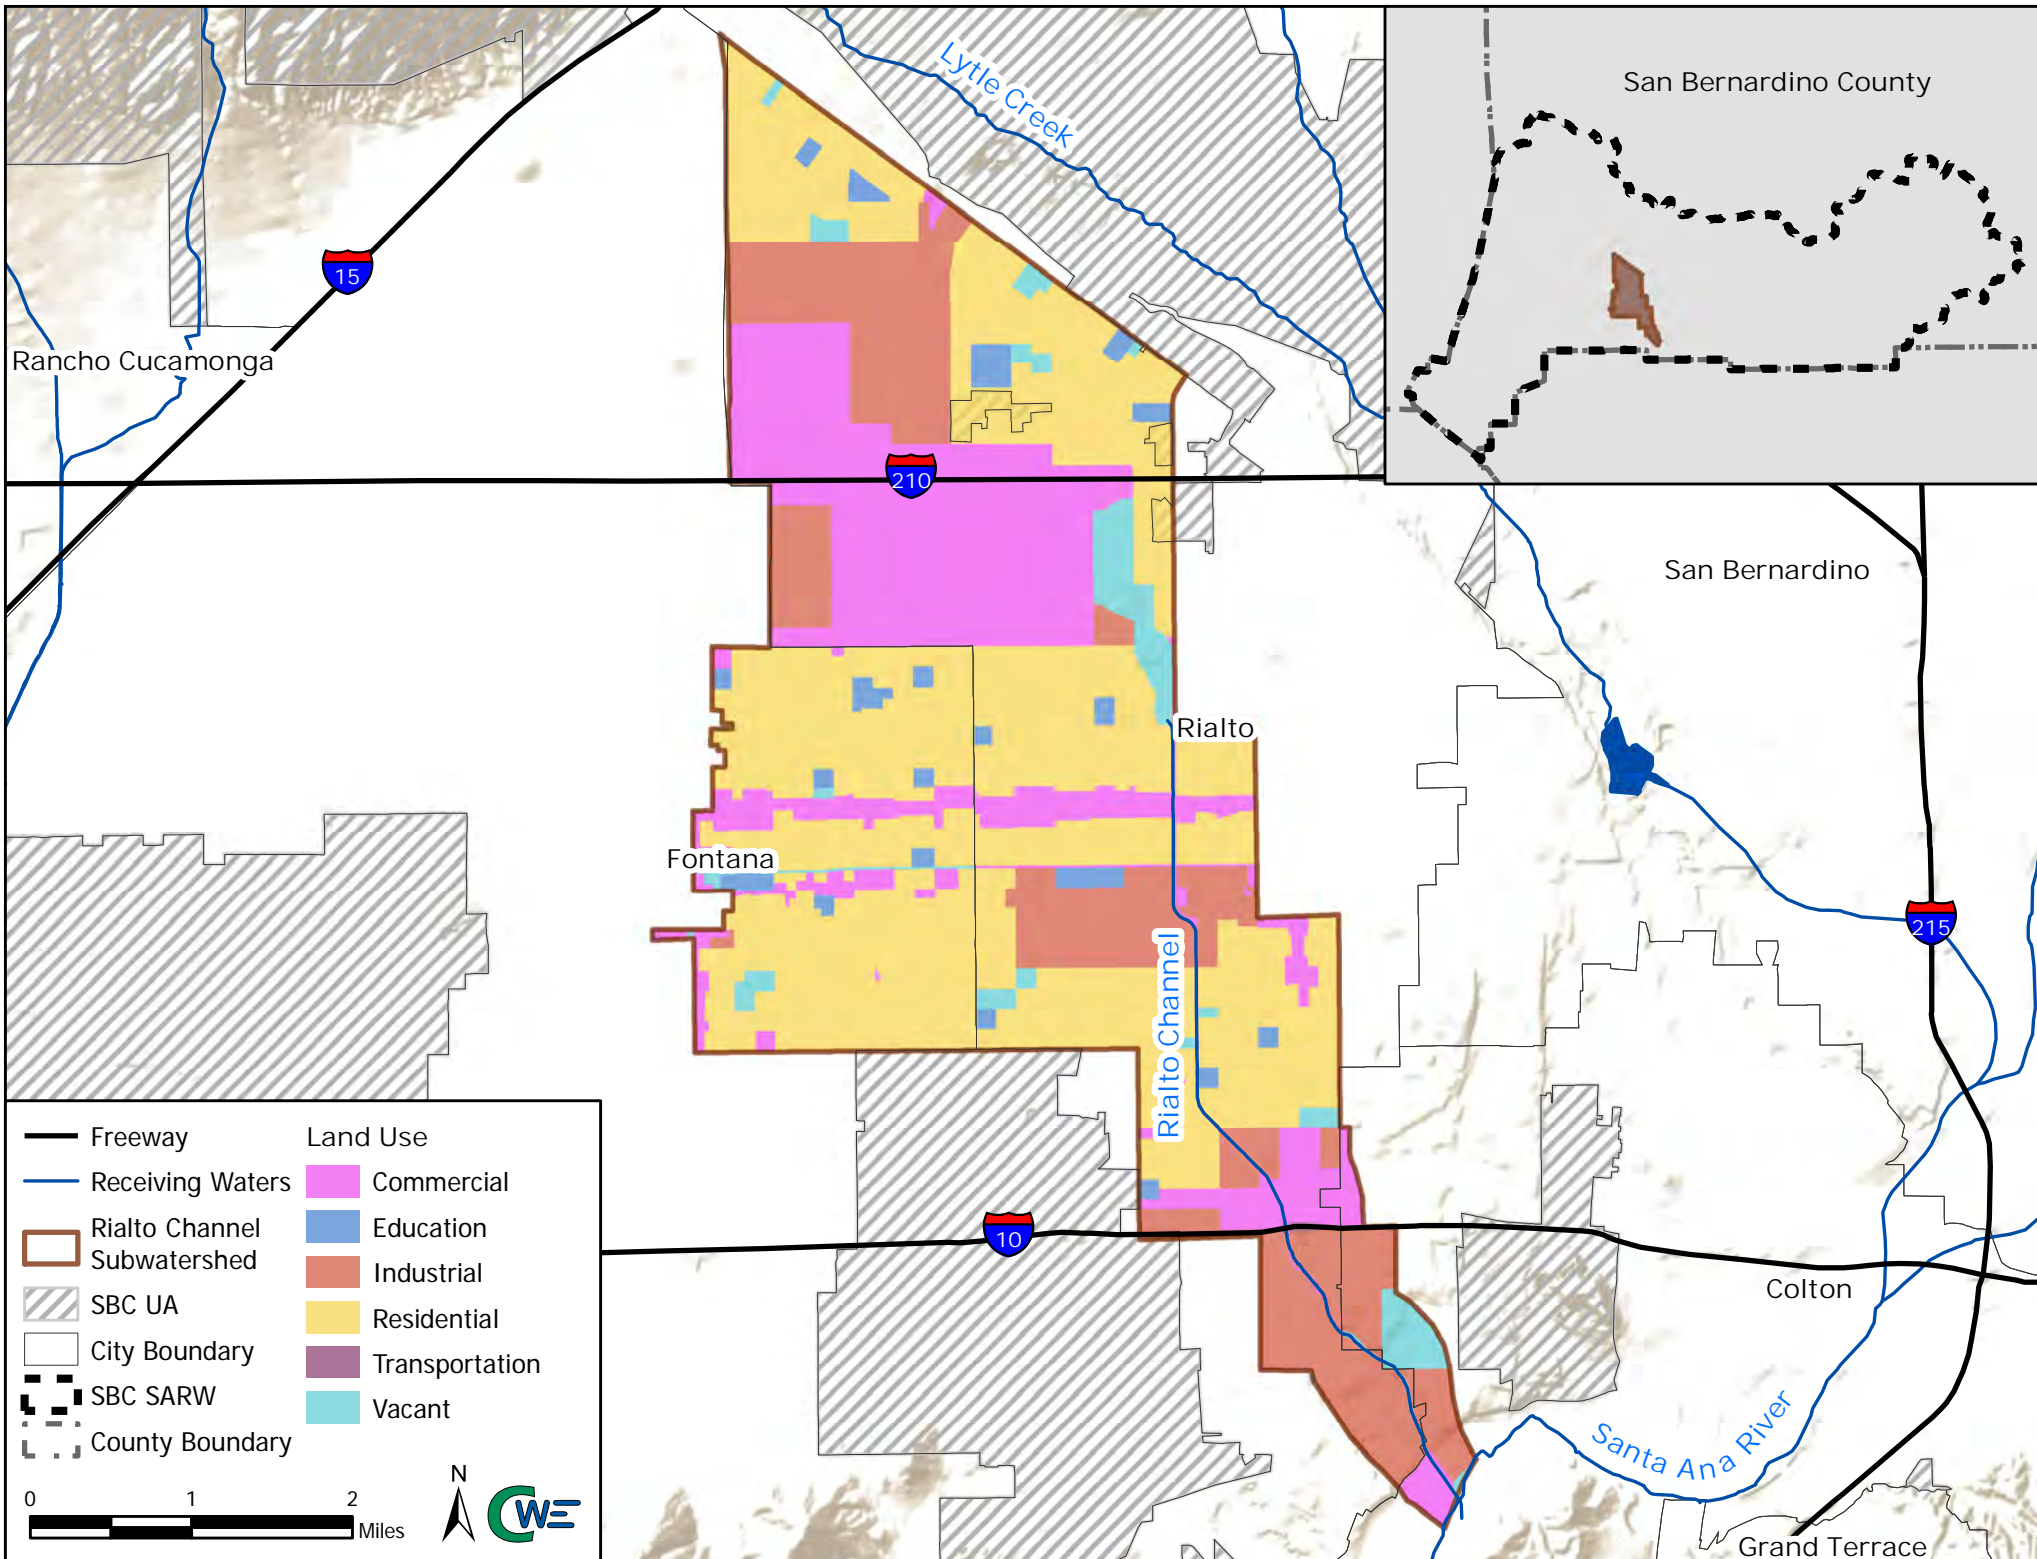 San Bernardino County
Lytle Creek
15
Rancho Cucamonga
210
San Bernardino
Rialto
Fontana
215
Rialto Channel
10
Colton
Santa Ana River
Grand Terrace
Freeway
Receiving Waters
Rialto Channel
Subwatershed
SBC UA
City Boundary
SBC SARW
County Boundary
Land Use
Commercial
Education
Industrial
Residential
Transportation
Vacant
0 1 2
Miles
N
CWE